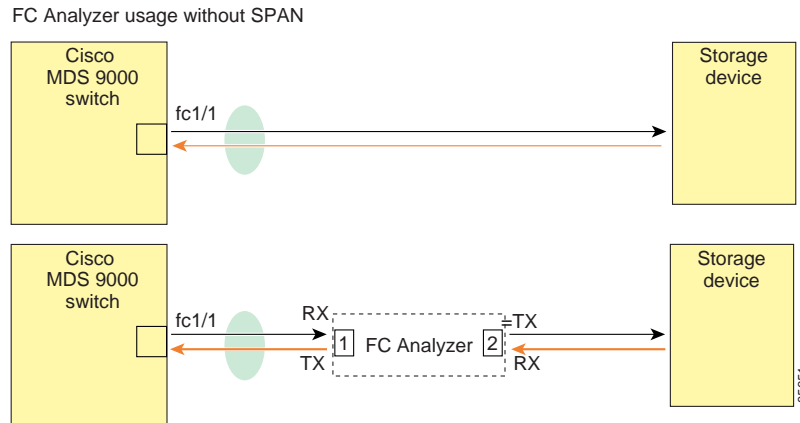 FC Analyzer usage without SPAN
Cisco
MDS 9000
switch
fc1/1
Storage
device
Cisco
MDS 9000
switch
fc1/1
RX
TX
1
FC Analyzer
2
=TX
RX
Storage
device